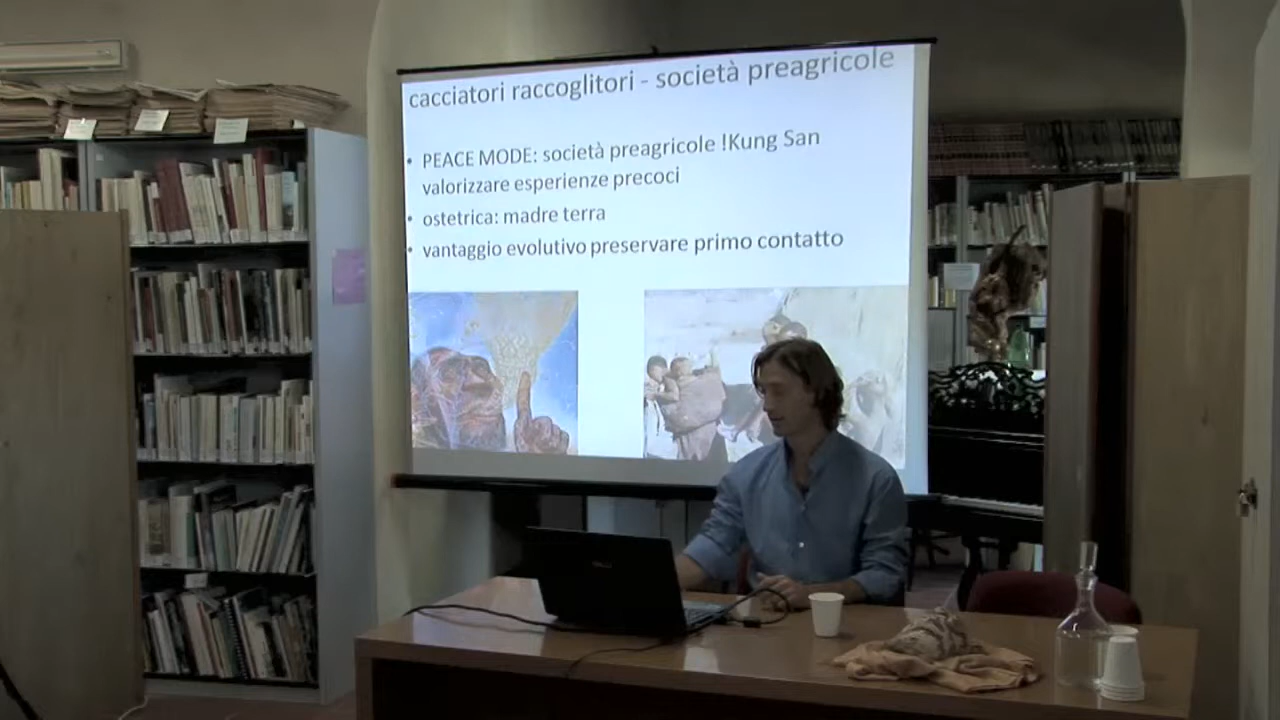 cacciatori raccoglitori - società preagricole
• PEACE MODE: società preagricole !Kung San
valorizzare esperienze precoci
• ostetrica: madre terra
• vantaggio evolutivo preservare primo contatto